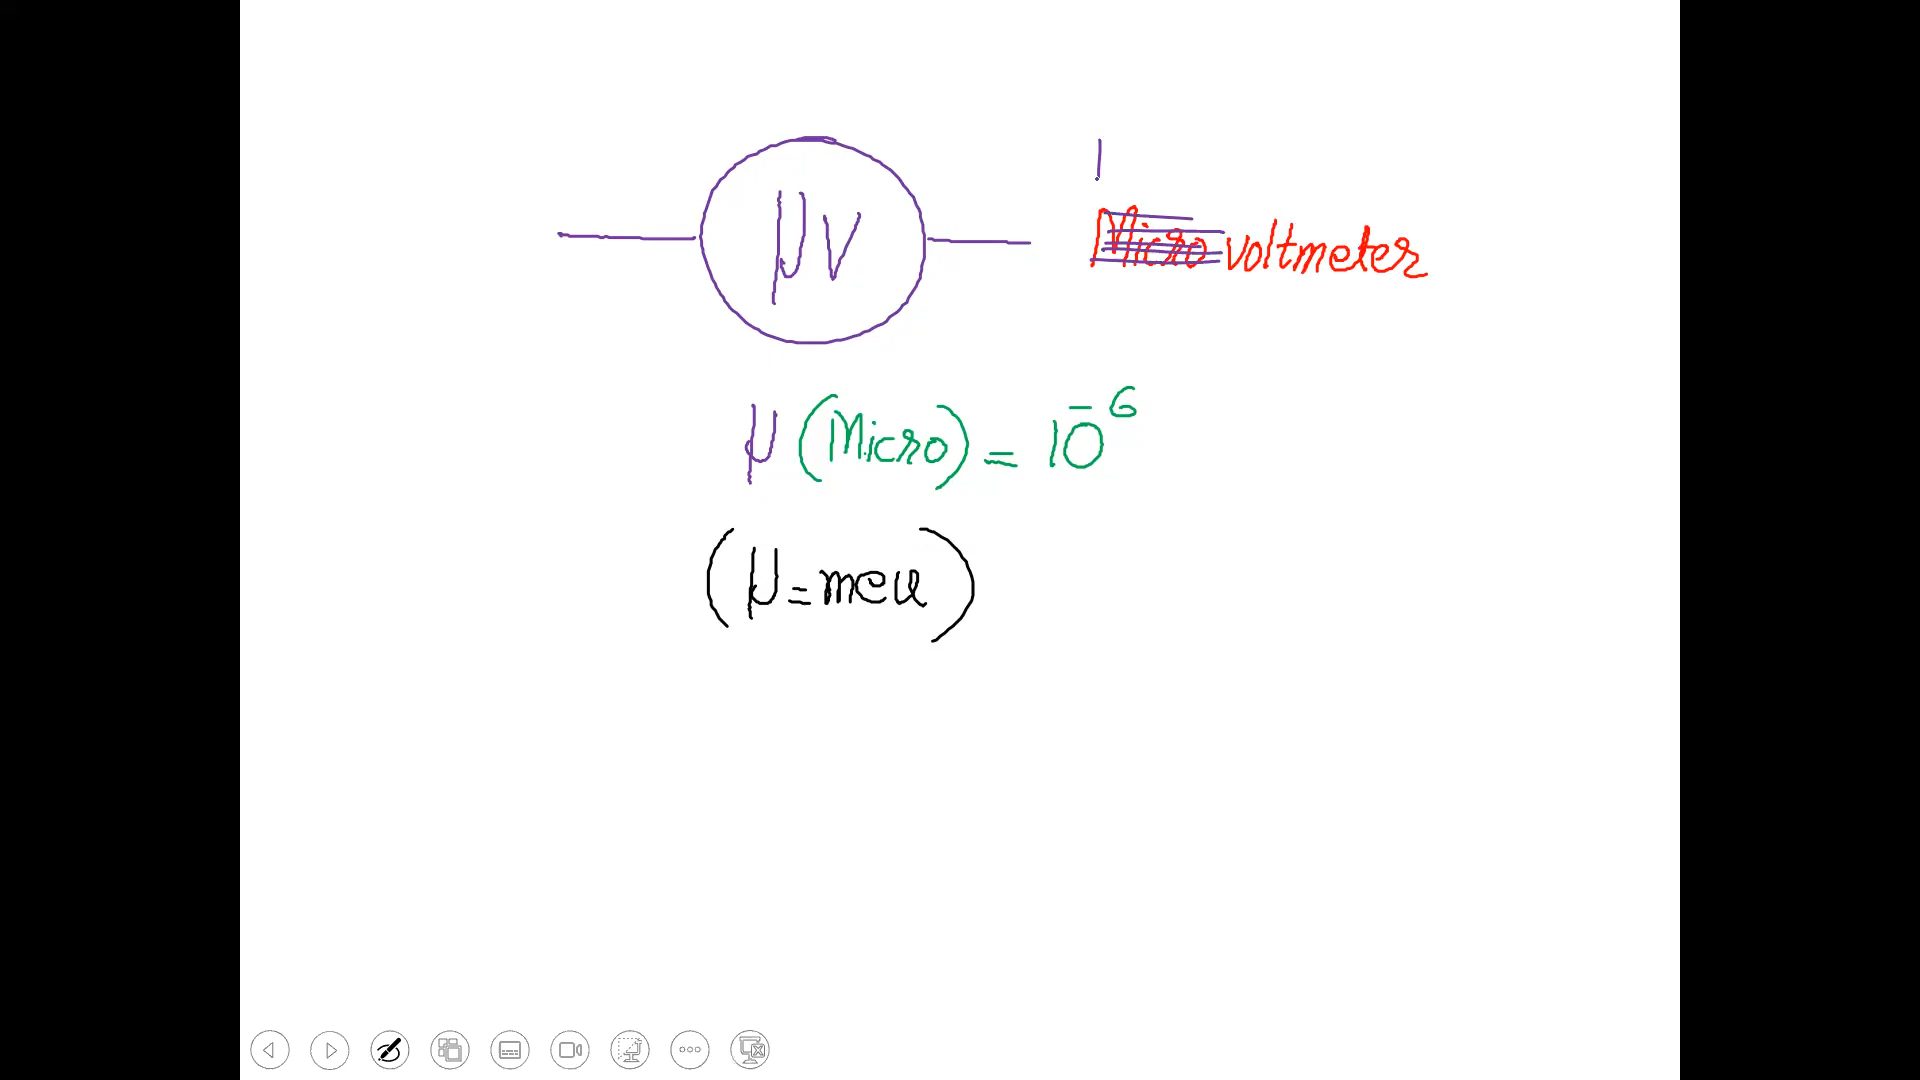 μV
Micro voltmeter
μ (Micro) = 10⁻⁶
(μ = meu)